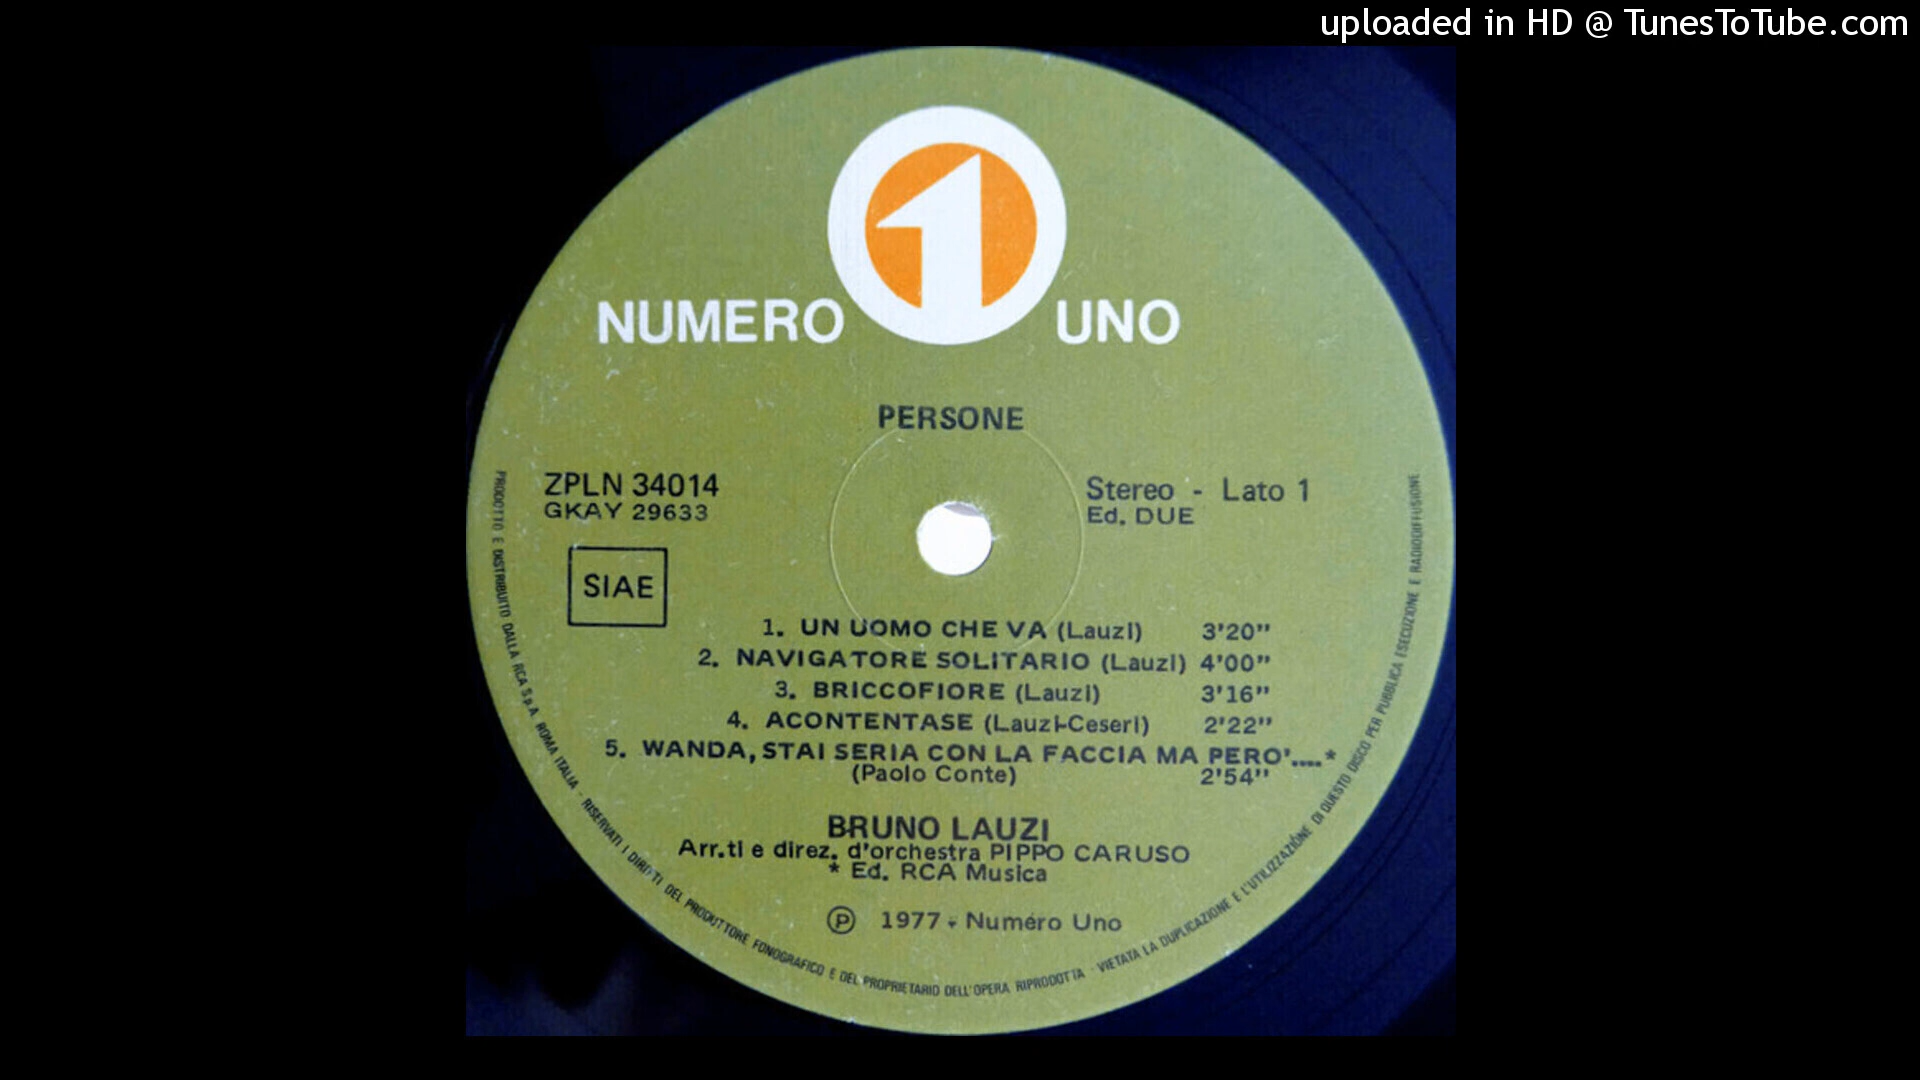 uploaded in HD @ TunesToTube.com
NUMERO 1 UNO
PERSONE
ZPLN 34014
GKAY 29633
Stereo - Lato 1
Ed. DUE
SIAE
1. UN UOMO CHE VA (Lauzi) 3'20"
2. NAVIGATORE SOLITARIO (Lauzi) 4'00"
3. BRICCOFIORE (Lauzi) 3'16"
4. ACONTENTASE (Lauzi-Ceseri) 2'22"
5. WANDA, STAI SERIA CON LA FACCIA MA PERO'....*
(Paolo Conte) 2'54"
BRUNO LAUZI
Arr.ti e direz. d'orchestra PIPPO CARUSO
* Ed. RCA Musica
Ⓟ 1977 - Numero Uno
PRODOTTO E DISTRIBUITO DALLA RCA S.p.A. ROMA ITALIA - RISERVATI I DIRITTI DEL PRODUTTORE FONOGRAFICO E DEL PROPRIETARIO DELL'OPERA RIPRODOTTA - VIETATA LA DUPLICAZIONE E L'UTILIZZAZIONE DI QUESTO DISCO PER PUBBLICA ESECUZIONE E RADIODIFFUSIONE